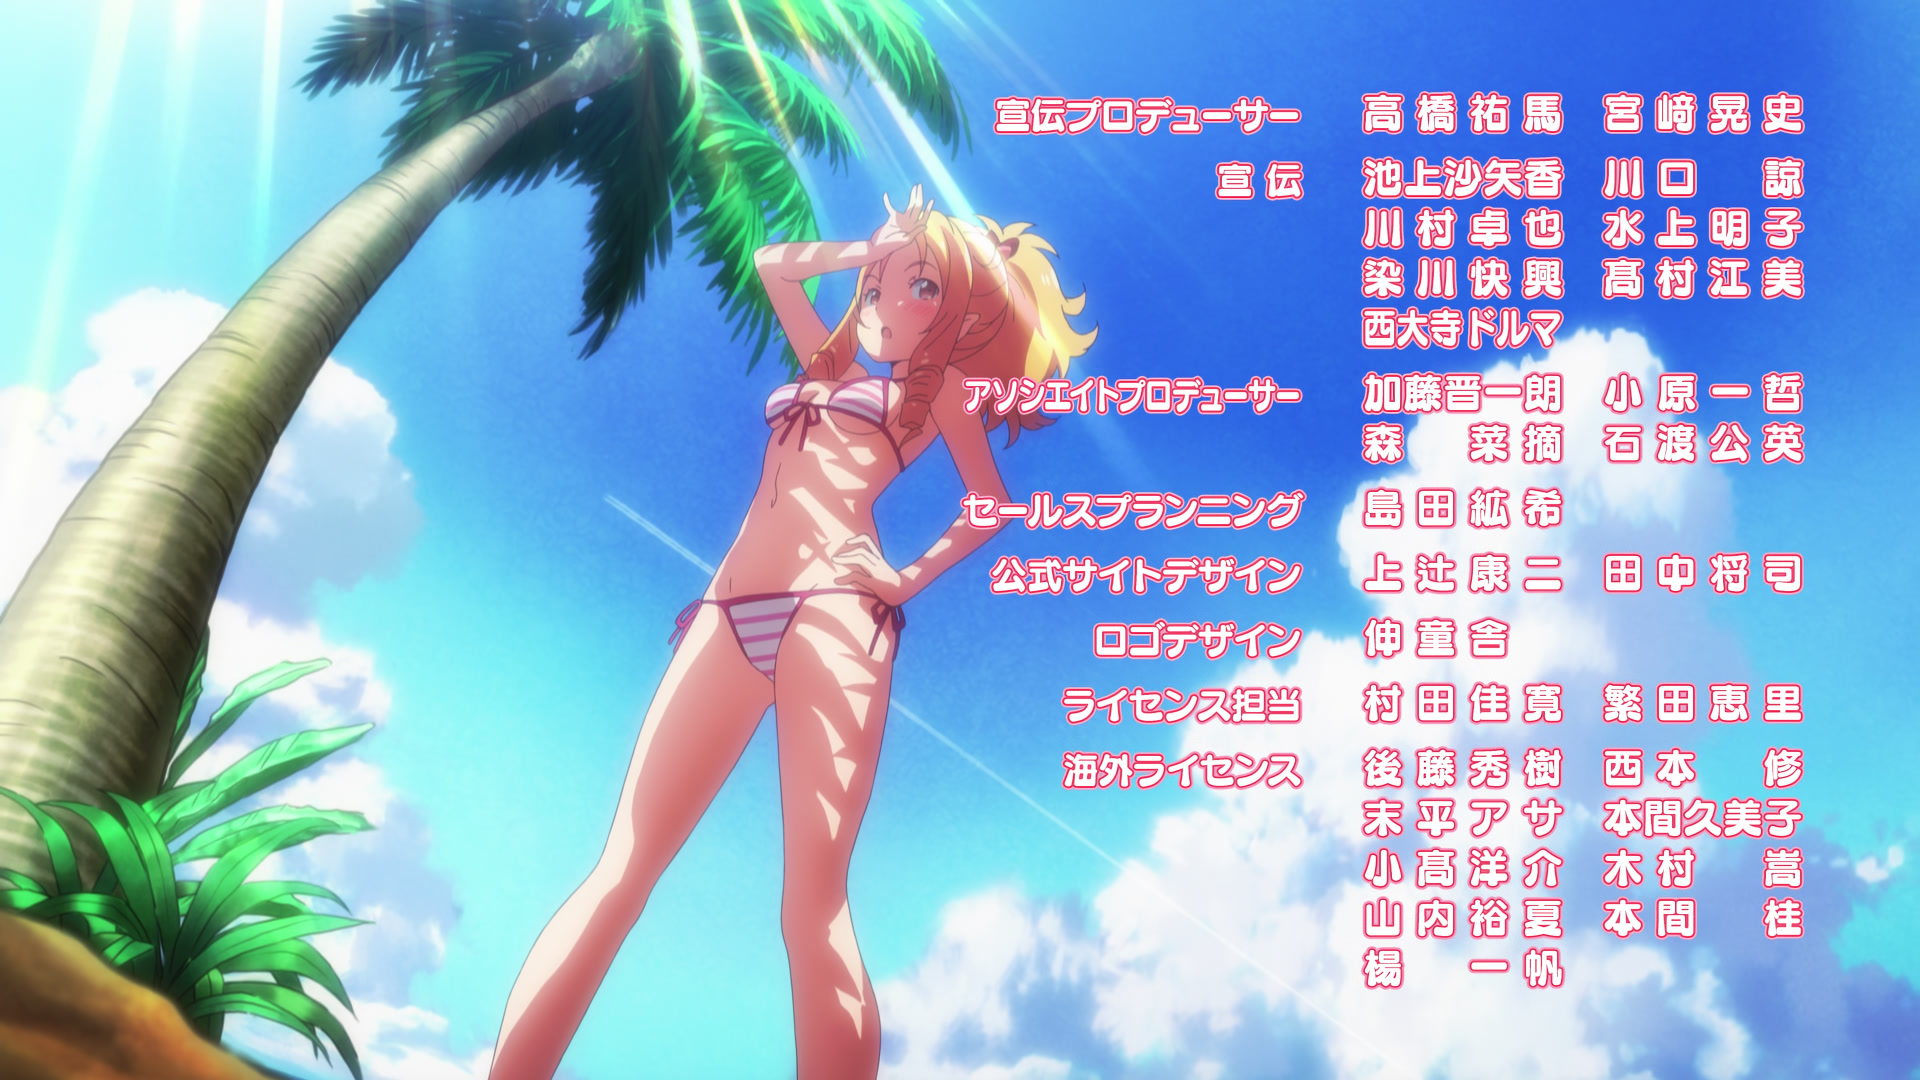 宣伝プロデューサー 高橋祐馬 宮﨑晃史
宣伝 池上沙矢香 川口諒
川村卓也 水上明子
染川快興 髙村江美
西大寺ドルマ
アソシエイトプロデューサー 加藤晋一朗 小原一哲
森菜摘 石渡公英
セールスプランニング 島田紘希
公式サイトデザイン 上辻康二 田中将司
ロゴデザイン 伸童舎
ライセンス担当 村田佳寛 繁田恵里
海外ライセンス 後藤秀樹 西本修
末平アサ 本間久美子
小髙洋介 木村嵩
山内裕夏 本間桂
楊一帆